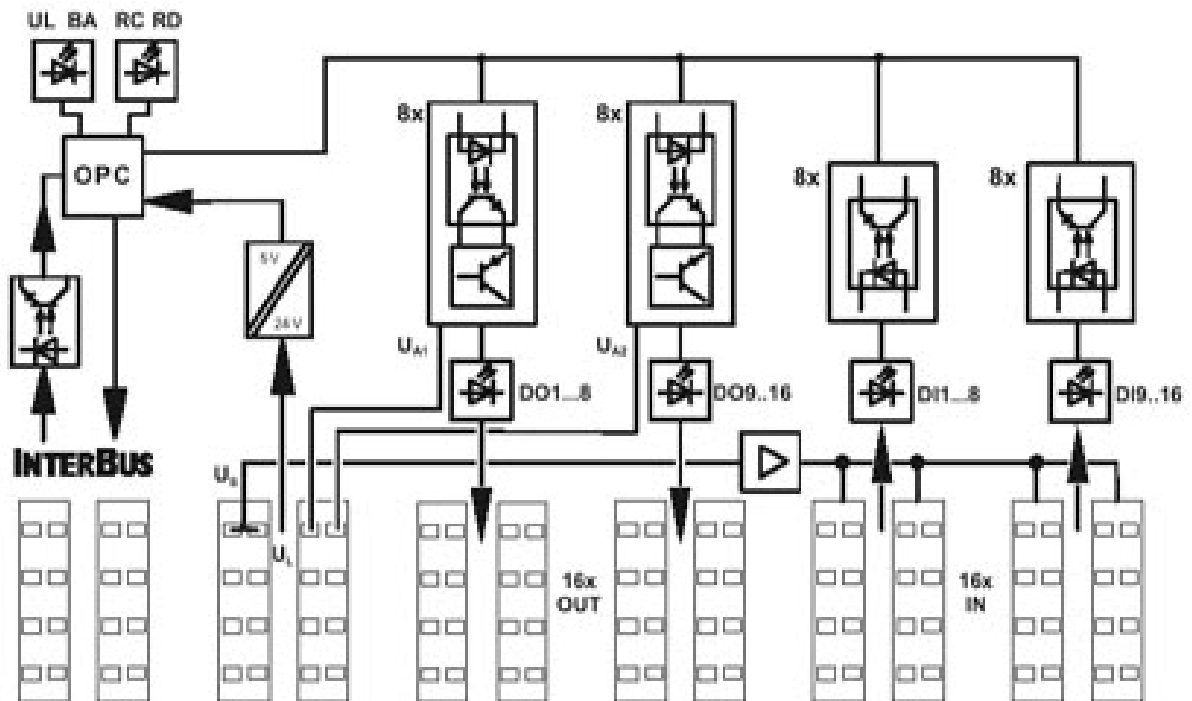 UL BA RC RD
8x 8x
OPC
8x 8x
5V
24V
UA1 UA2
DO1...8 DO9..16 DI1...8 DI9..16
INTERBUS
US
UL
16x
OUT
16x
IN